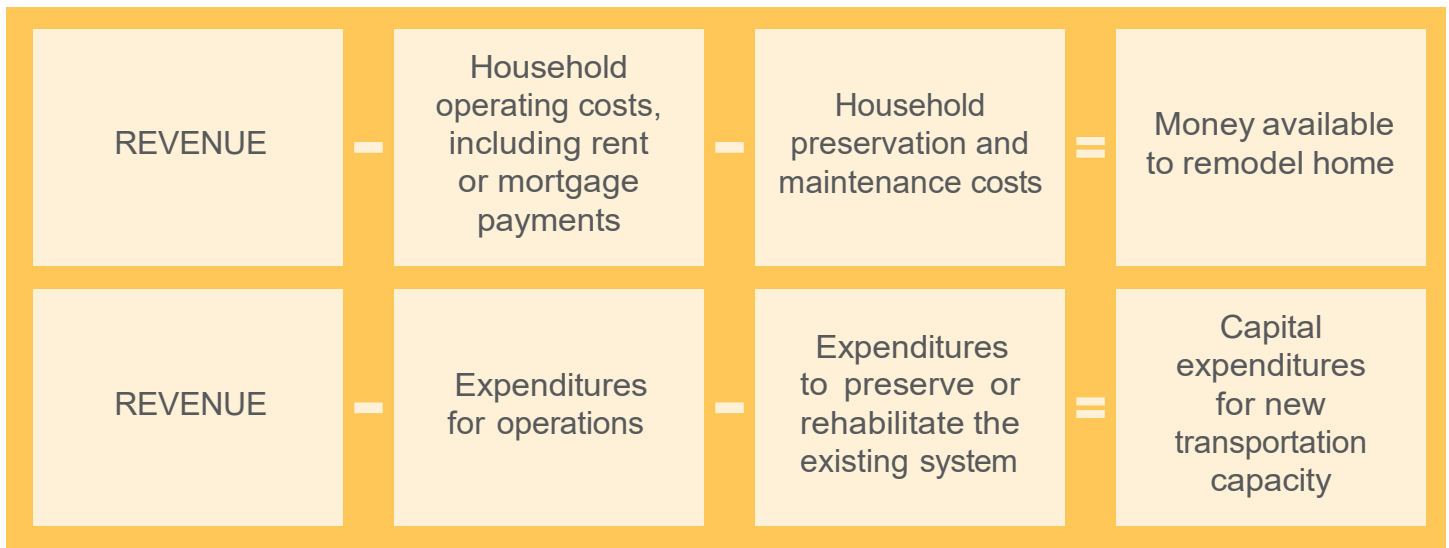 REVENUE
-
Household
operating costs,
including rent
or mortgage
payments
-
Household
preservation and
maintenance costs
=
Money available
to remodel home
REVENUE
-
Expenditures
for operations
-
Expenditures
to preserve or
rehabilitate the
existing system
=
Capital
expenditures
for new
transportation
capacity